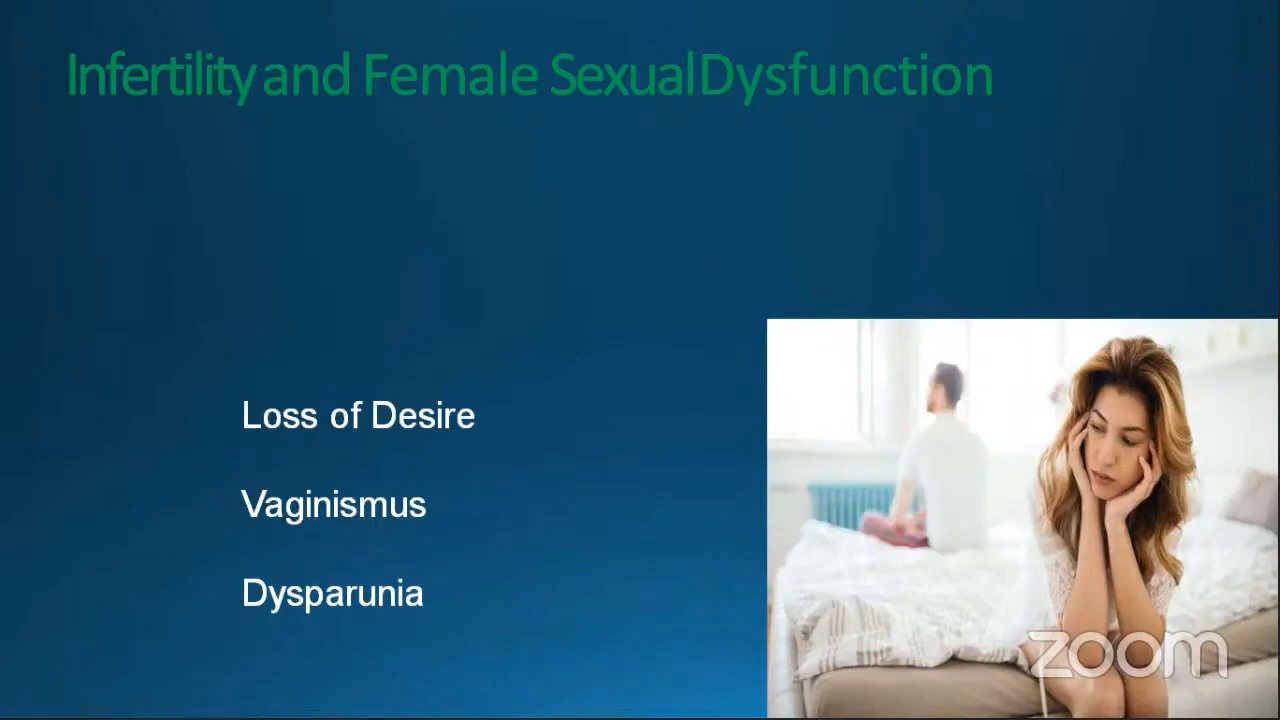 Infertility and Female Sexual Dysfunction
Loss of Desire
Vaginismus
Dysparunia
zoom